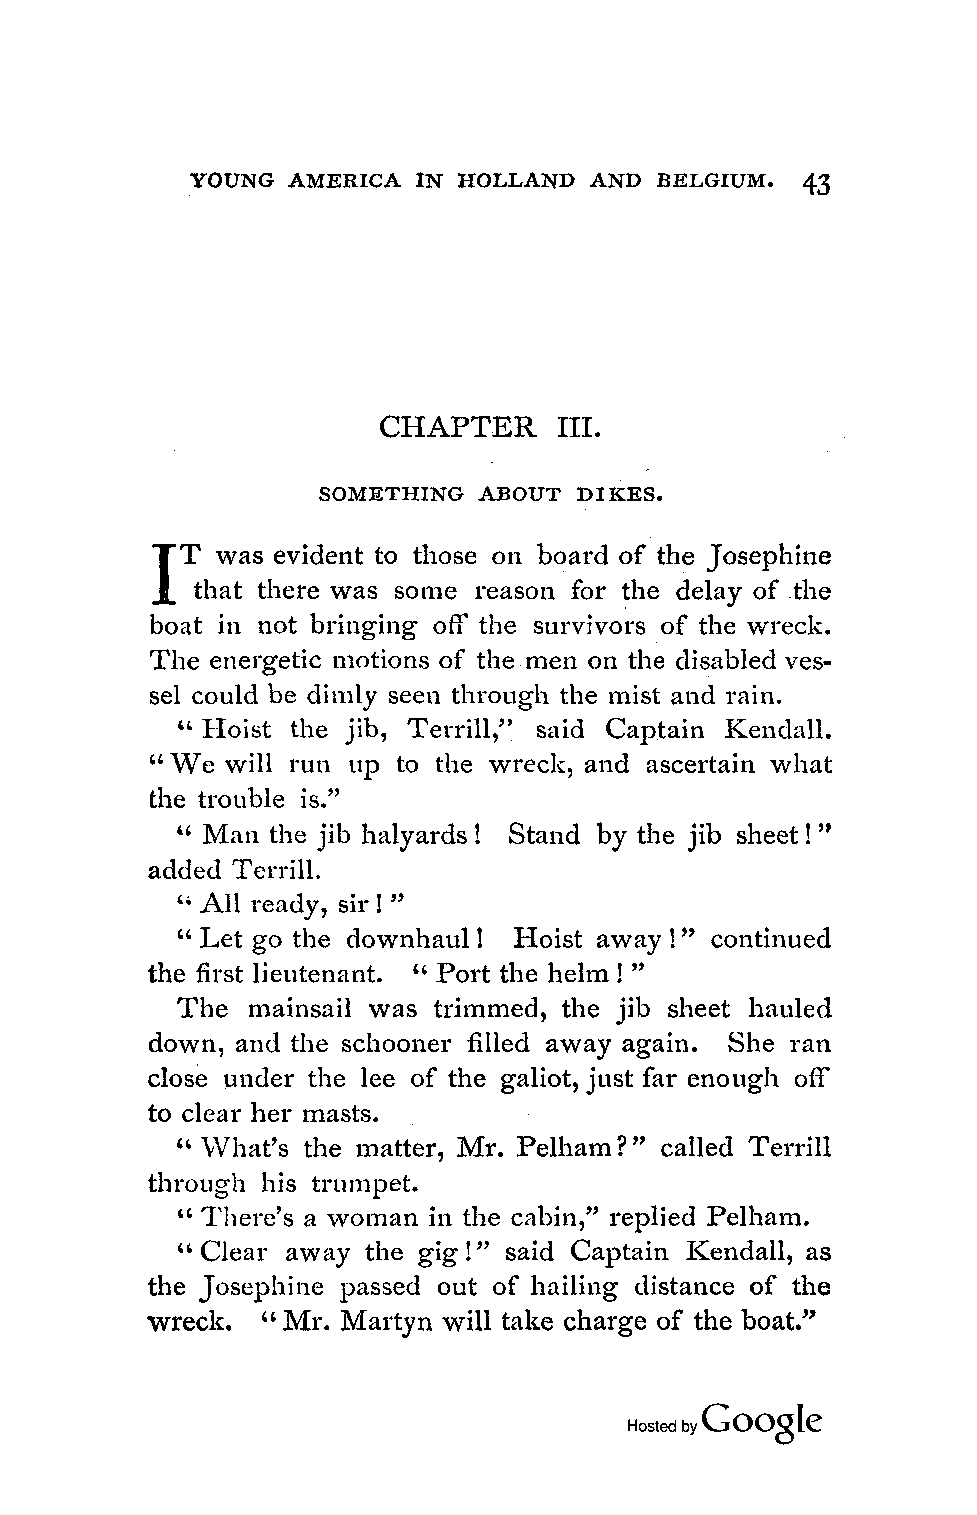 YOUNG AMERICA IN HOLLAND AND BELGIUM. 43
CHAPTER III.
SOMETHING ABOUT DIKES.
IT was evident to those on board of the Josephine
that there was some reason for the delay of the
boat in not bringing off the survivors of the wreck.
The energetic motions of the men on the disabled ves-
sel could be dimly seen through the mist and rain.
"Hoist the jib, Terrill," said Captain Kendall.
"We will run up to the wreck, and ascertain what
the trouble is."
"Man the jib halyards! Stand by the jib sheet!"
added Terrill.
"All ready, sir!"
"Let go the downhaul! Hoist away!" continued
the first lieutenant. "Port the helm!"
The mainsail was trimmed, the jib sheet hauled
down, and the schooner filled away again. She ran
close under the lee of the galiot, just far enough off
to clear her masts.
"What's the matter, Mr. Pelham?" called Terrill
through his trumpet.
"There's a woman in the cabin," replied Pelham.
"Clear away the gig!" said Captain Kendall, as
the Josephine passed out of hailing distance of the
wreck. "Mr. Martyn will take charge of the boat."
Hosted by Google